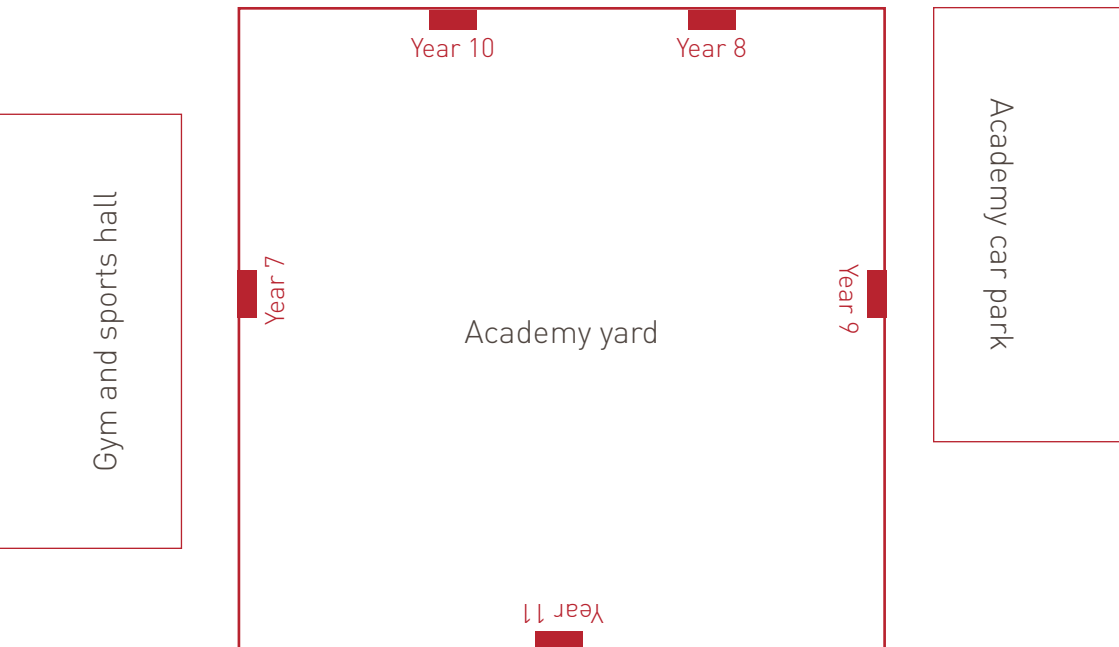 Year 10
Year 8
Academy car park
Gym and sports hall
Year 7
Year 9
Academy yard
Year 11